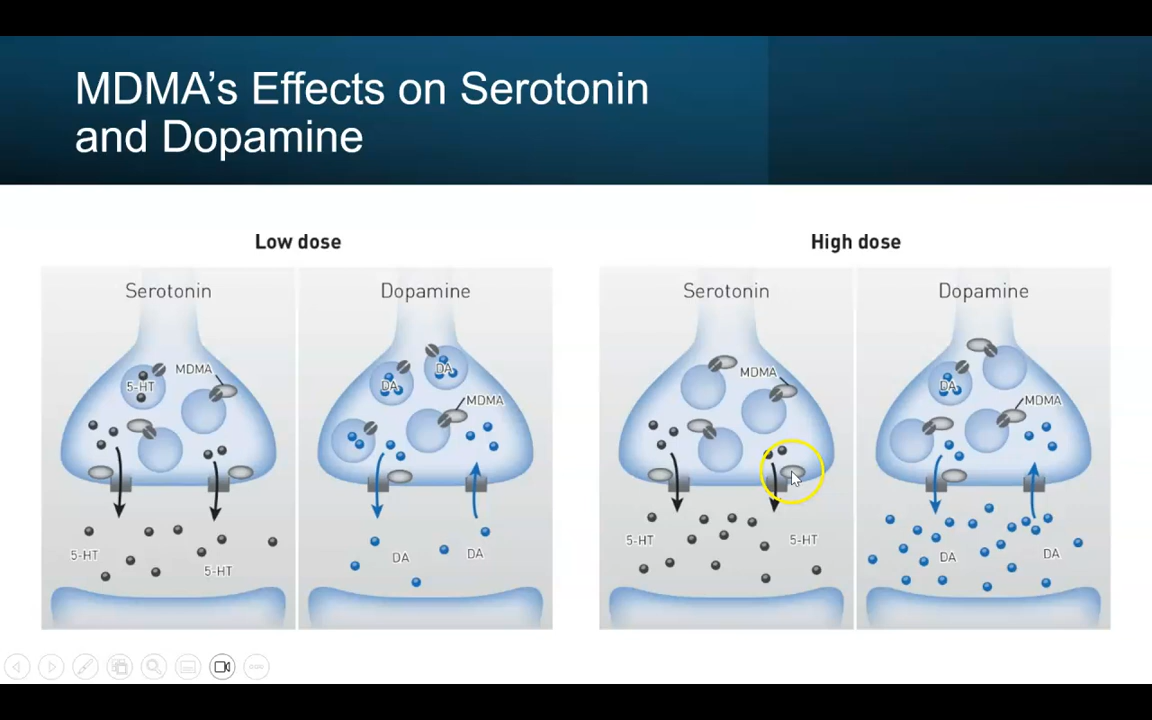 MDMA's Effects on Serotonin
and Dopamine
Low dose
High dose
Serotonin
Dopamine
Serotonin
Dopamine
5-HT
MDMA
DA
DA
MDMA
MDMA
DA
MDMA
5-HT
5-HT
DA
DA
5-HT
5-HT
DA
DA